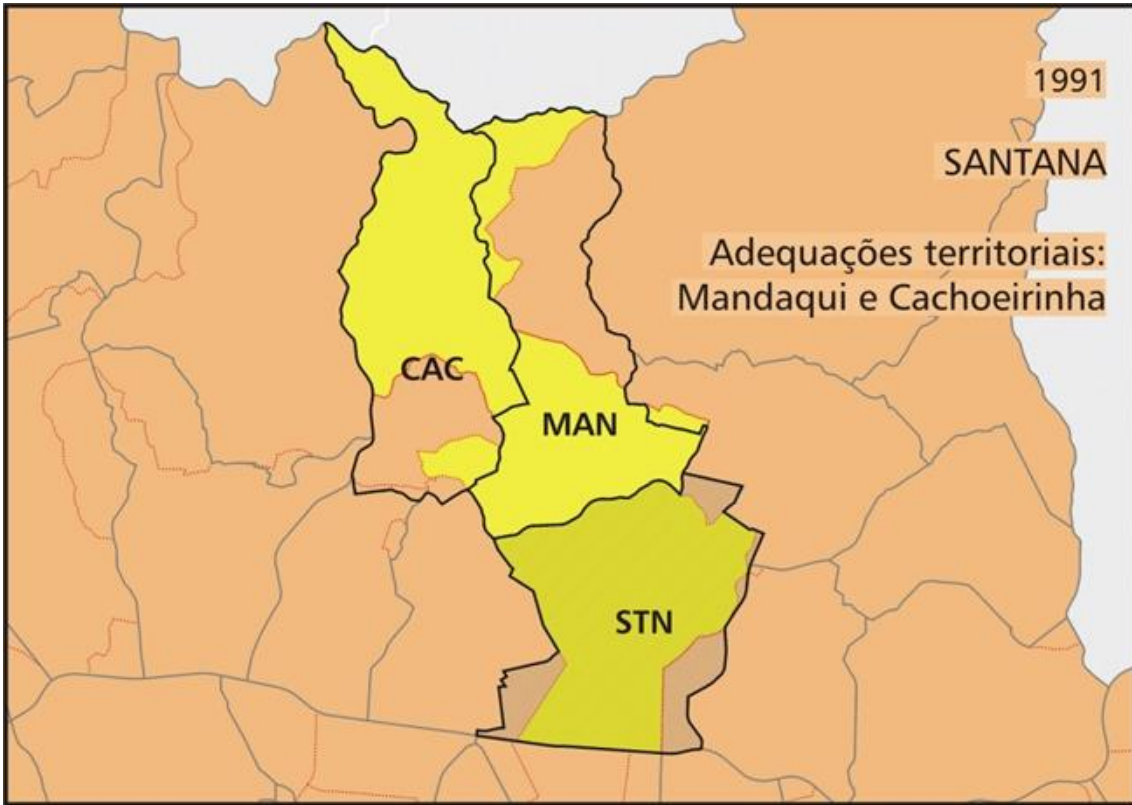 1991
SANTANA
Adequações territoriais:
Mandaqui e Cachoeirinha
CAC
MAN
STN